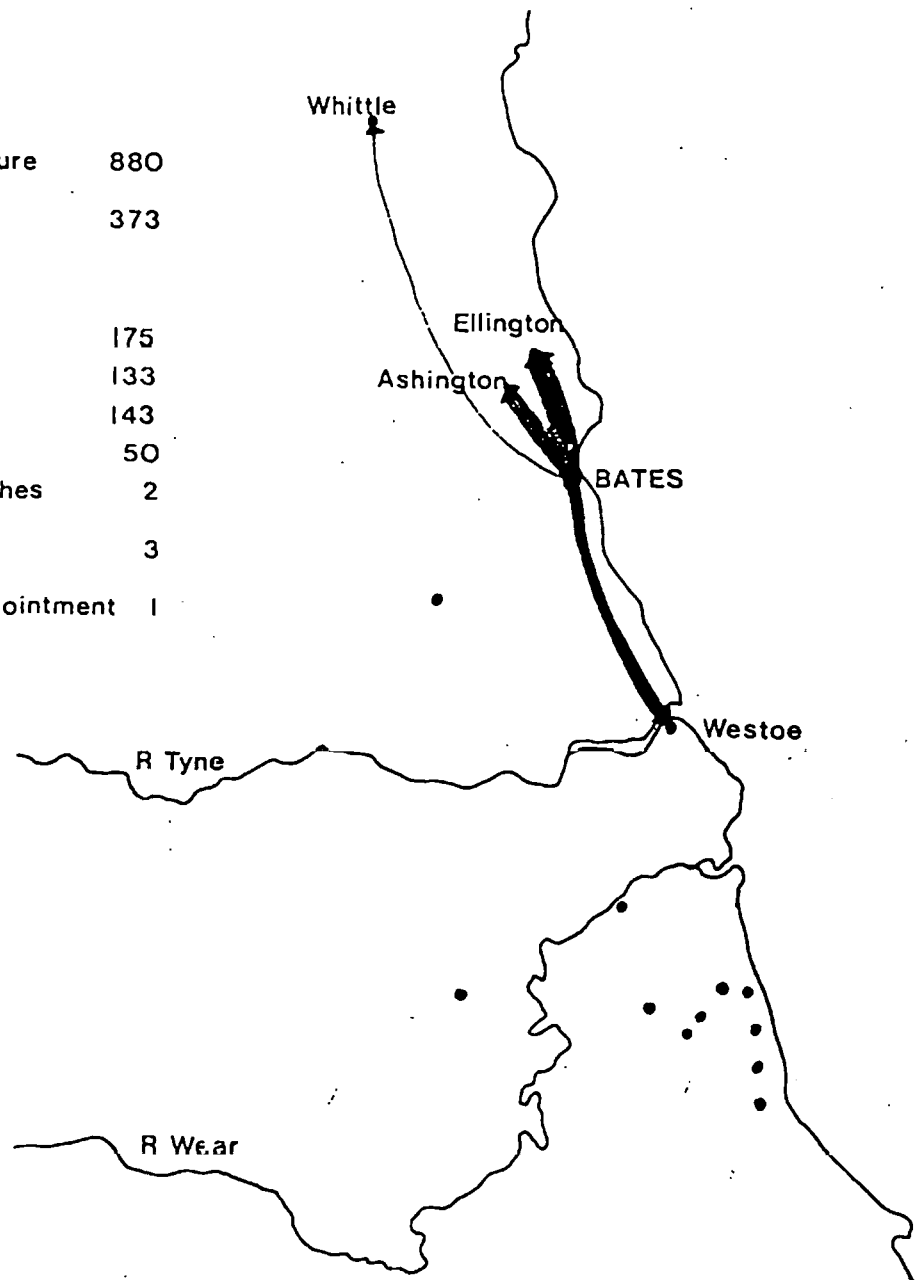 Whittle
ure 880
373
175
133
143
50
hes 2
3
ointment 1
Ellington
Ashington
BATES
Westoe
R Tyne
R Wear